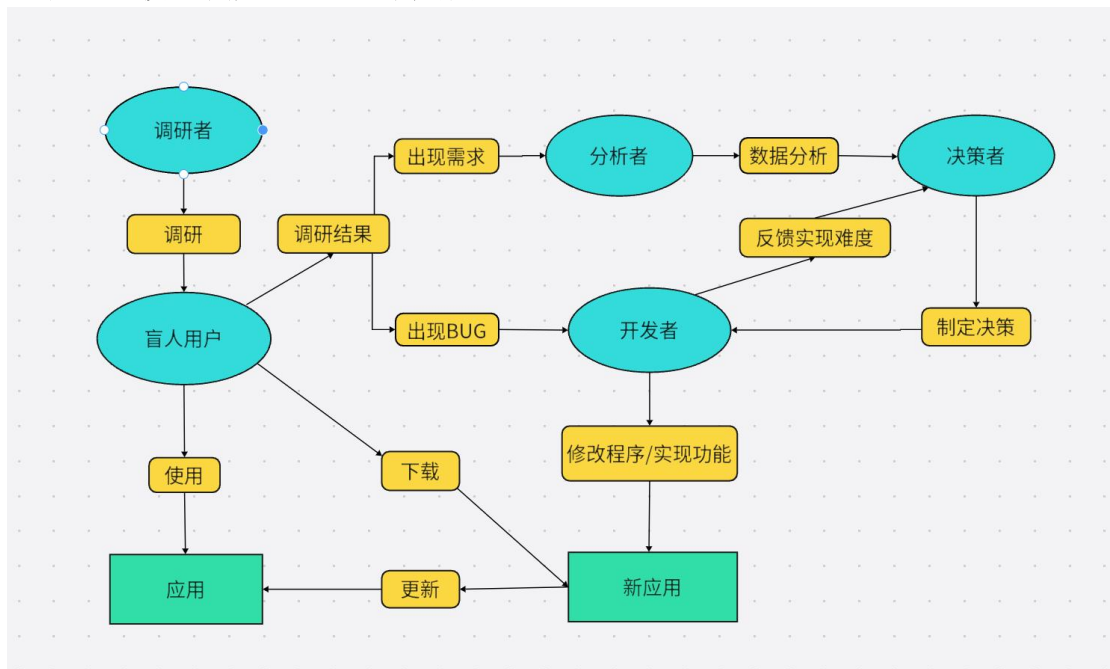 调研者
出现需求
分析者
数据分析
决策者
调研
调研结果
反馈实现难度
盲人用户
出现BUG
开发者
制定决策
使用
下载
修改程序/实现功能
应用
更新
新应用